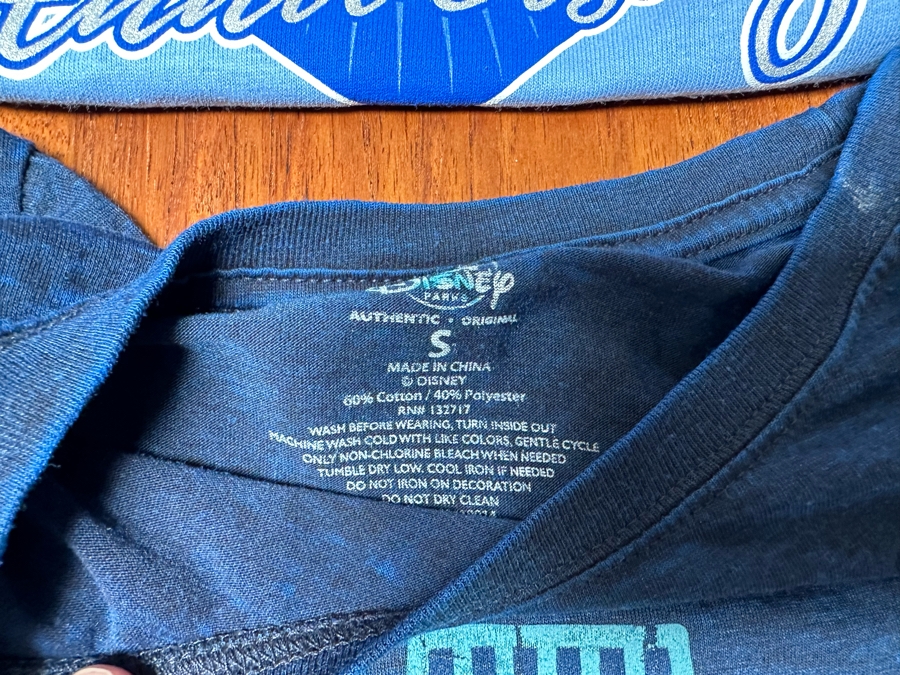 Disney
PARKS
AUTHENTIC • ORIGINAL
S
MADE IN CHINA
© DISNEY
60% Cotton / 40% Polyester
RN# 132717
WASH BEFORE WEARING, TURN INSIDE OUT
MACHINE WASH COLD WITH LIKE COLORS, GENTLE CYCLE
ONLY NON-CHLORINE BLEACH WHEN NEEDED
TUMBLE DRY LOW. COOL IRON IF NEEDED
DO NOT IRON ON DECORATION
DO NOT DRY CLEAN